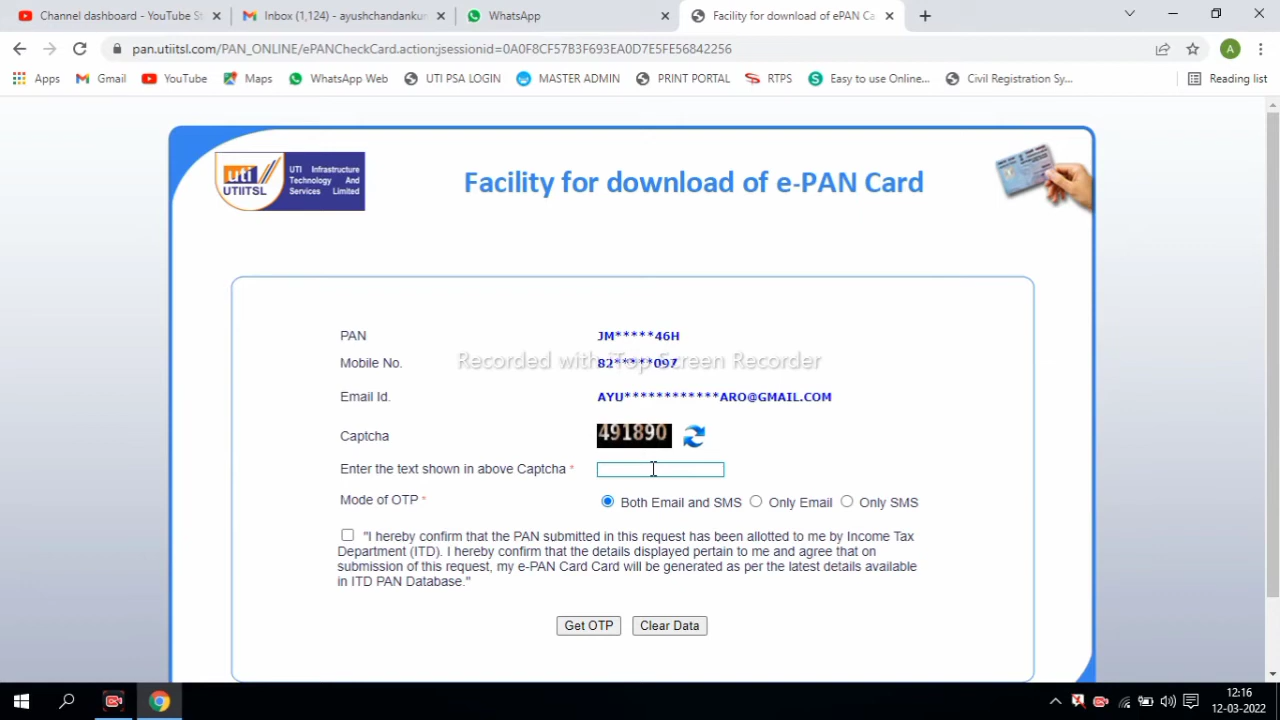 Channel dashboard - YouTube St
Inbox (1,124) - ayushchandankun
WhatsApp
Facility for download of ePAN Ca
pan.utiitsl.com/PAN_ONLINE/ePANCheckCard.action;jsessionid=0A0F8CF57B3F693EA0D7E5FE56842256
A
Apps
Gmail
YouTube
Maps
WhatsApp Web
UTI PSA LOGIN
MASTER ADMIN
PRINT PORTAL
RTPS
Easy to use Online...
Civil Registration Sy...
Reading list
uti
UTIITSL
UTI Infrastructure
Technology And
Services Limited
Facility for download of e-PAN Card
PAN JM*****46H
Recorded with iTop Screen Recorder
Mobile No. 82*****097
Email Id. AYU************ARO@GMAIL.COM
Captcha 491890
Enter the text shown in above Captcha *
Mode of OTP * Both Email and SMS Only Email Only SMS
"I hereby confirm that the PAN submitted in this request has been allotted to me by Income Tax
Department (ITD). I hereby confirm that the details displayed pertain to me and agree that on
submission of this request, my e-PAN Card Card will be generated as per the latest details available
in ITD PAN Database."
Get OTP Clear Data
12:16
12-03-2022